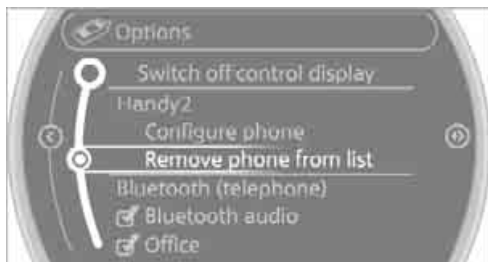 Options
Switch off control display
Handy2
Configure phone
Remove phone from list
Bluetooth (telephone)
Bluetooth audio
Office